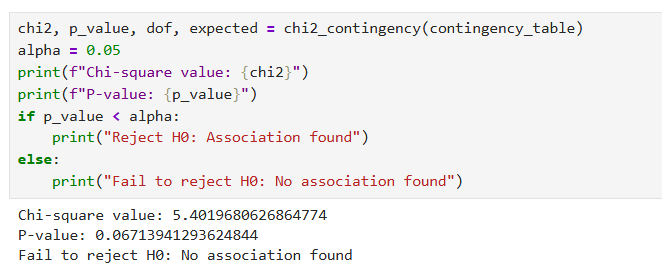 chi2, p_value, dof, expected = chi2_contingency(contingency_table)
alpha = 0.05
print(f"Chi-square value: {chi2}")
print(f"P-value: {p_value}")
if p_value < alpha:
    print("Reject H0: Association found")
else:
    print("Fail to reject H0: No association found")
Chi-square value: 5.4019680626864774
P-value: 0.06713941293624844
Fail to reject H0: No association found